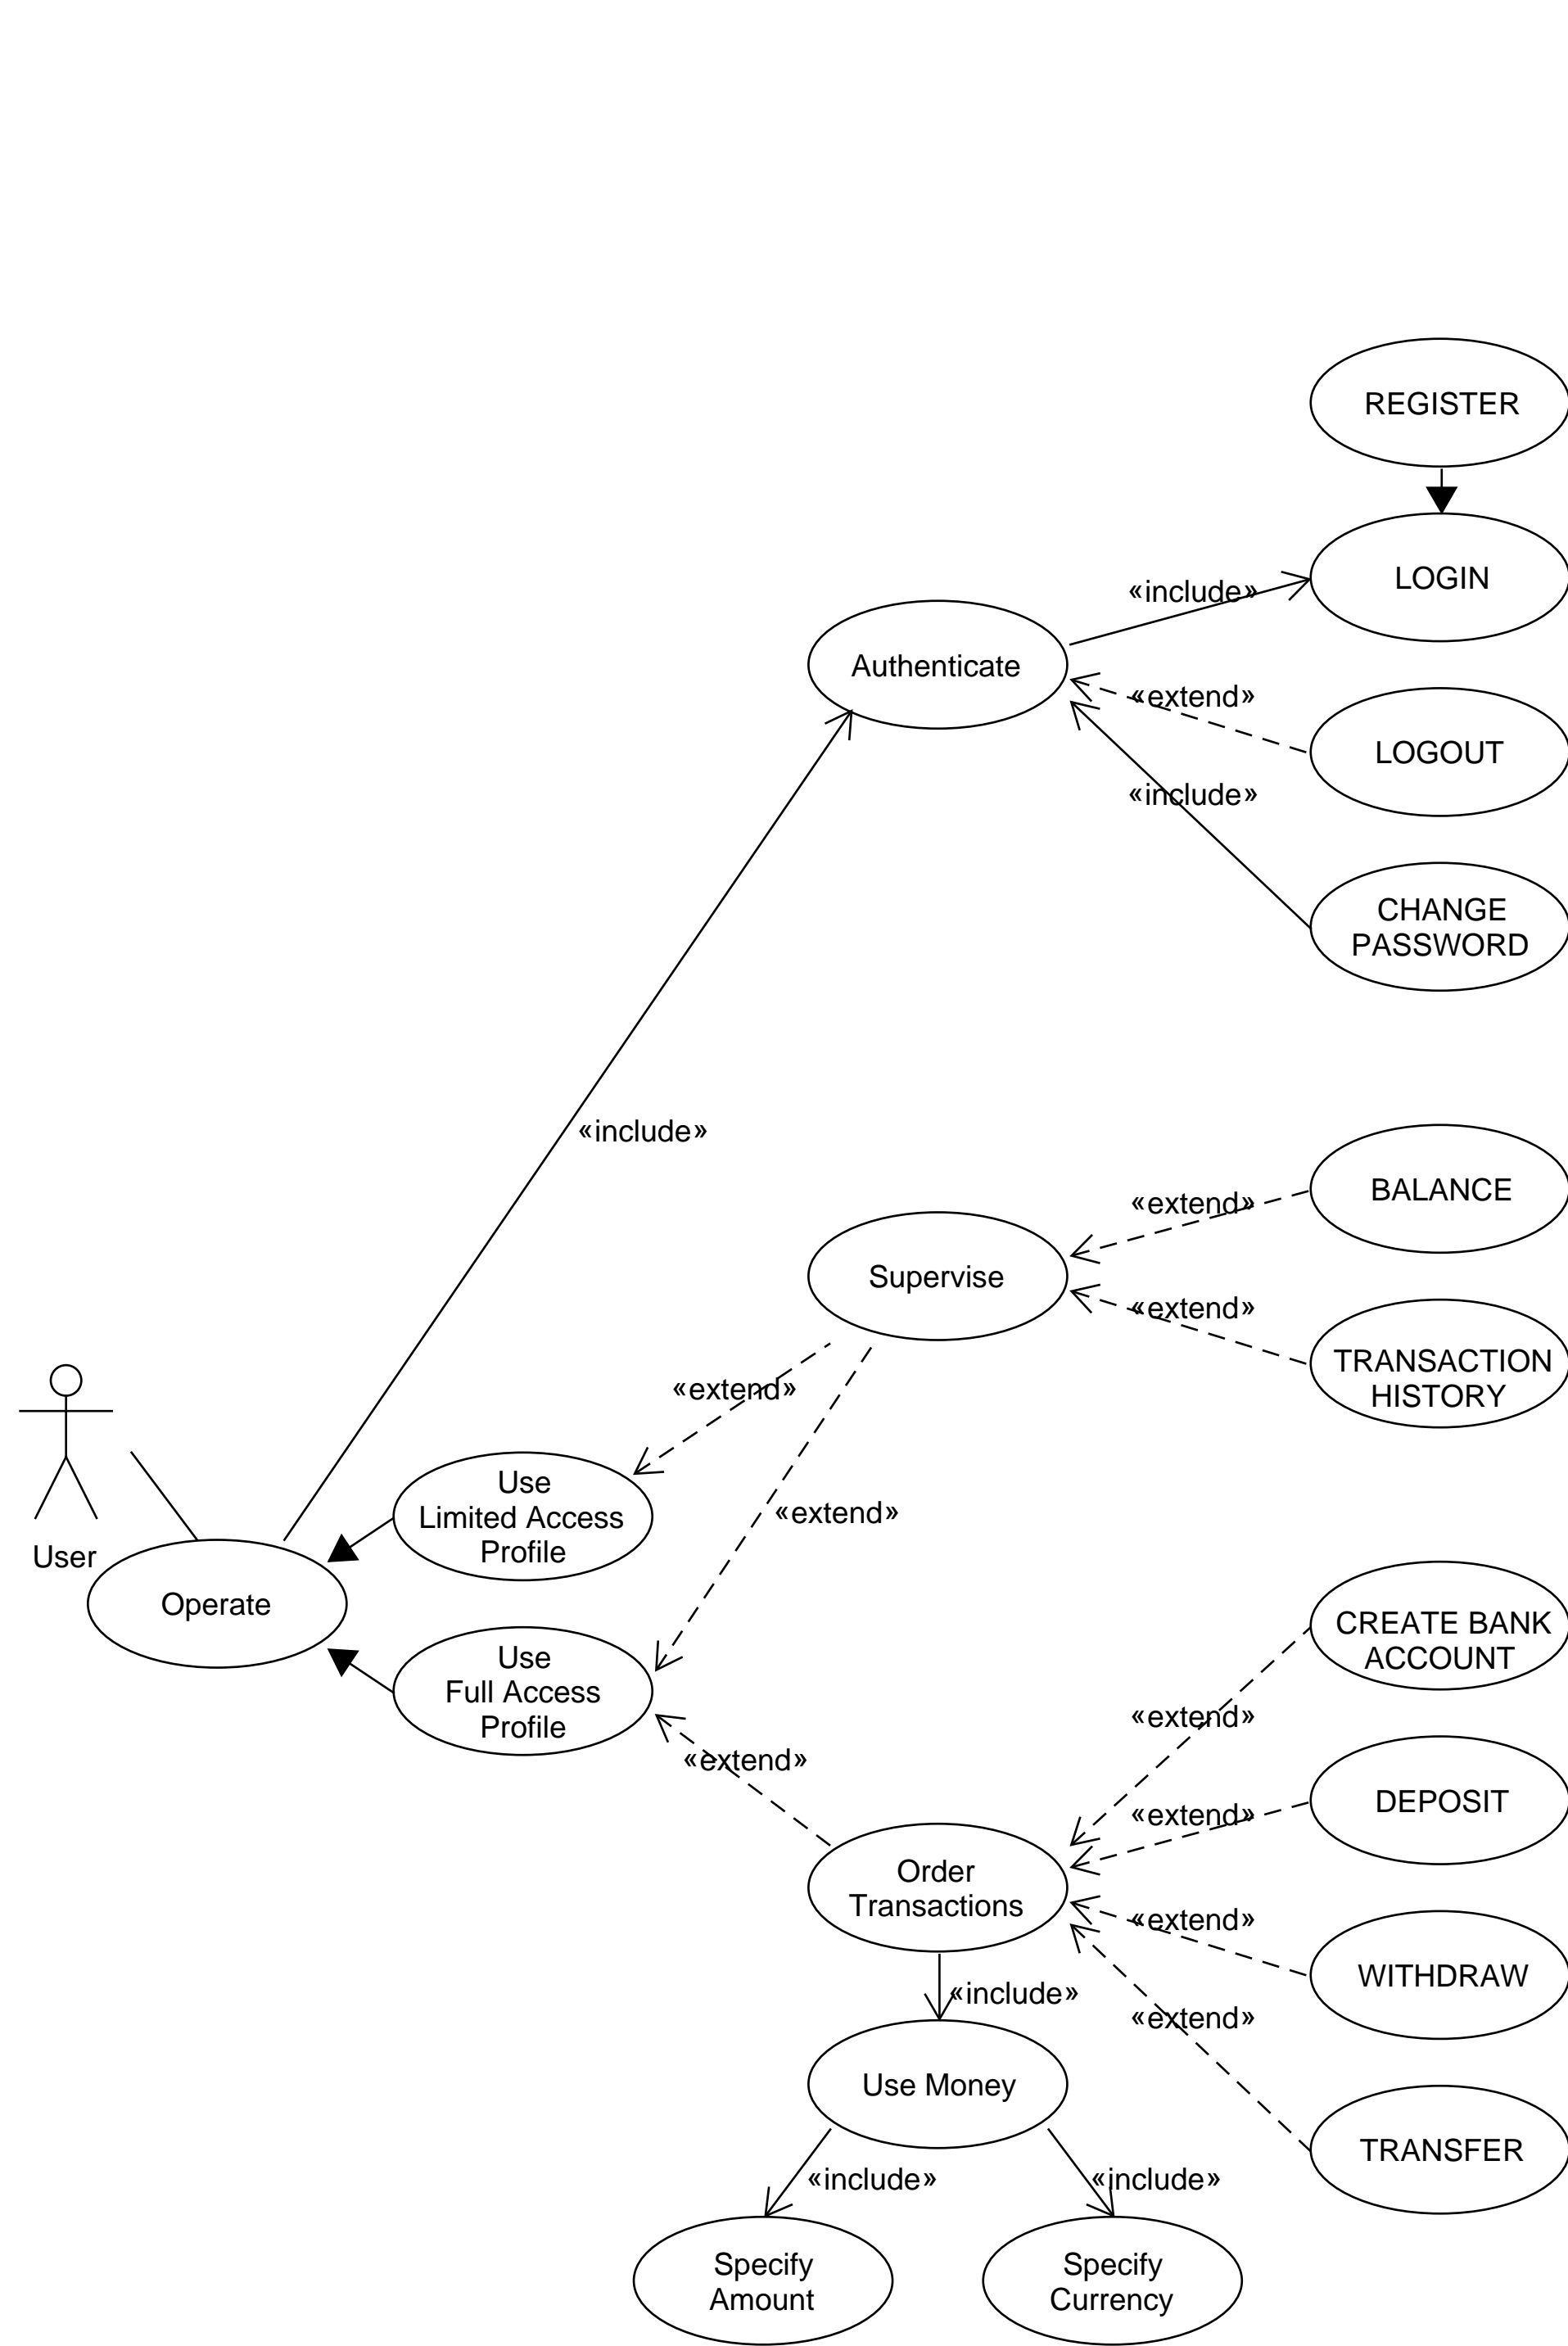 REGISTER
LOGIN
«include»
Authenticate
«extend»
LOGOUT
«include»
CHANGE
PASSWORD
«include»
BALANCE
«extend»
Supervise
«extend»
TRANSACTION
HISTORY
«extend»
«extend»
Use
Limited Access
Profile
User
Operate
Use
Full Access
Profile
«extend»
CREATE BANK
ACCOUNT
«extend»
DEPOSIT
«extend»
Order
Transactions
«extend»
WITHDRAW
«include»
«extend»
Use Money
TRANSFER
«include»
«include»
Specify
Amount
Specify
Currency